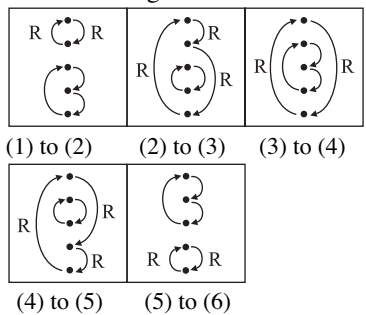 R R R R R R
(1) to (2) (2) to (3) (3) to (4)
R R R R
(4) to (5) (5) to (6)